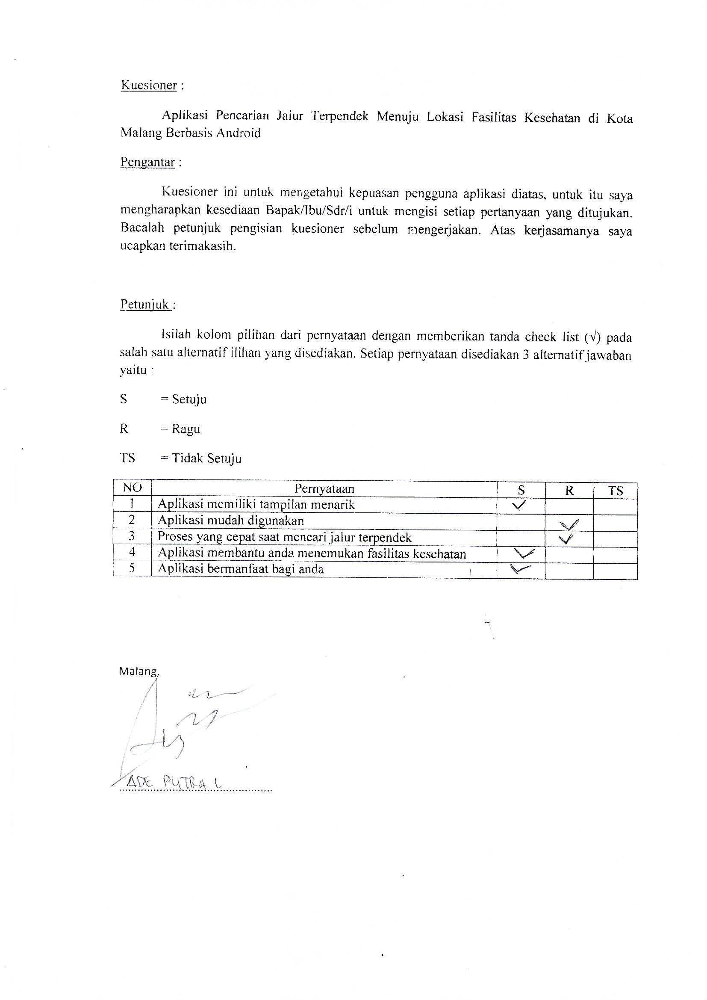 Kuesioner :
Aplikasi Pencarian Jalur Terpendek Menuju Lokasi Fasilitas Kesehatan di Kota
Malang Berbasis Android
Pengantar :
Kuesioner ini untuk mengetahui kepuasan pengguna aplikasi diatas, untuk itu saya
mengharapkan kesediaan Bapak/Ibu/Sdr/i untuk mengisi setiap pertanyaan yang ditujukan.
Bacalah petunjuk pengisian kuesioner sebelum mengerjakan. Atas kerjasamanya saya
ucapkan terimakasih.
Petunjuk :
Isilah kolom pilihan dari pernyataan dengan memberikan tanda check list (√) pada
salah satu alternatif ilihan yang disediakan. Setiap pernyataan disediakan 3 alternatif jawaban
yaitu :
S = Setuju
R = Ragu
TS = Tidak Setuju
NO Pernyataan S R TS
1 Aplikasi memiliki tampilan menarik ✓
2 Aplikasi mudah digunakan ✓
3 Proses yang cepat saat mencari jalur terpendek ✓
4 Aplikasi membantu anda menemukan fasilitas kesehatan ✓
5 Aplikasi bermanfaat bagi anda ✓
Malang,
ADE PUTRA L